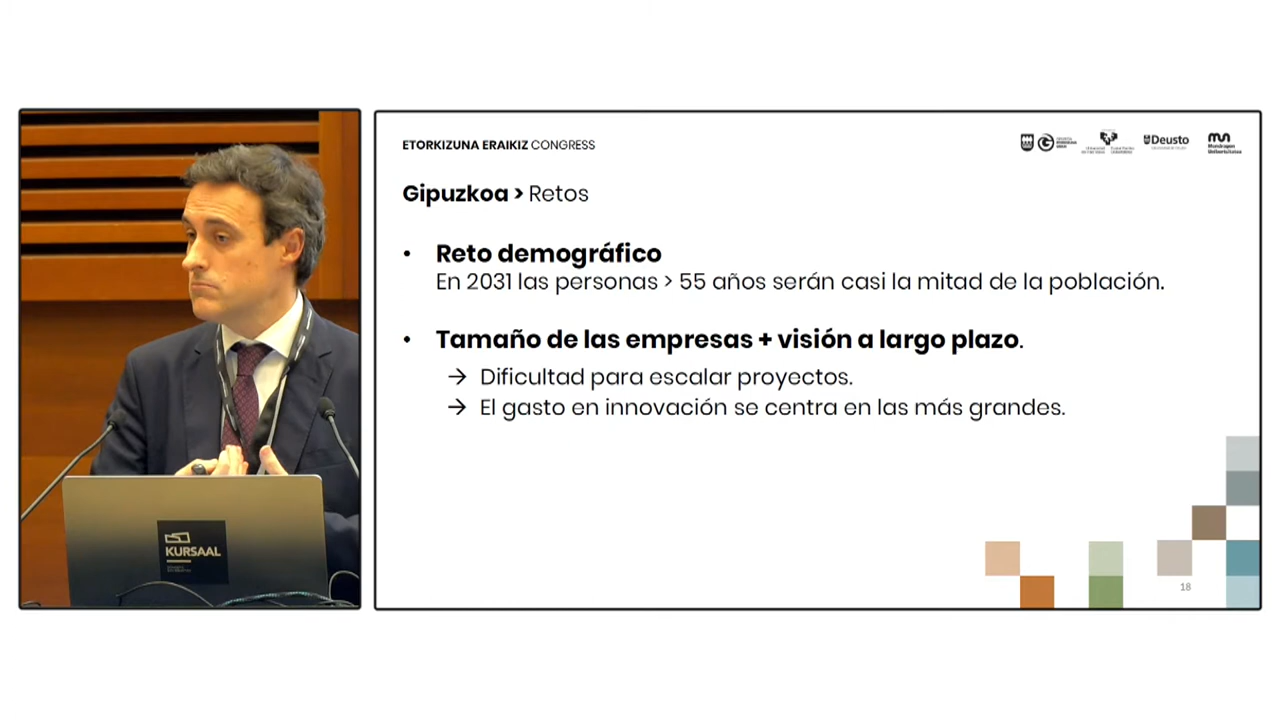 ETORKIZUNA ERAIKIZ CONGRESS
Deusto
Mondragon
Unibertsitatea
Gipuzkoa > Retos
• Reto demográfico
En 2031 las personas > 55 años serán casi la mitad de la población.
• Tamaño de las empresas + visión a largo plazo.
→ Dificultad para escalar proyectos.
→ El gasto en innovación se centra en las más grandes.
18
KURSAAL